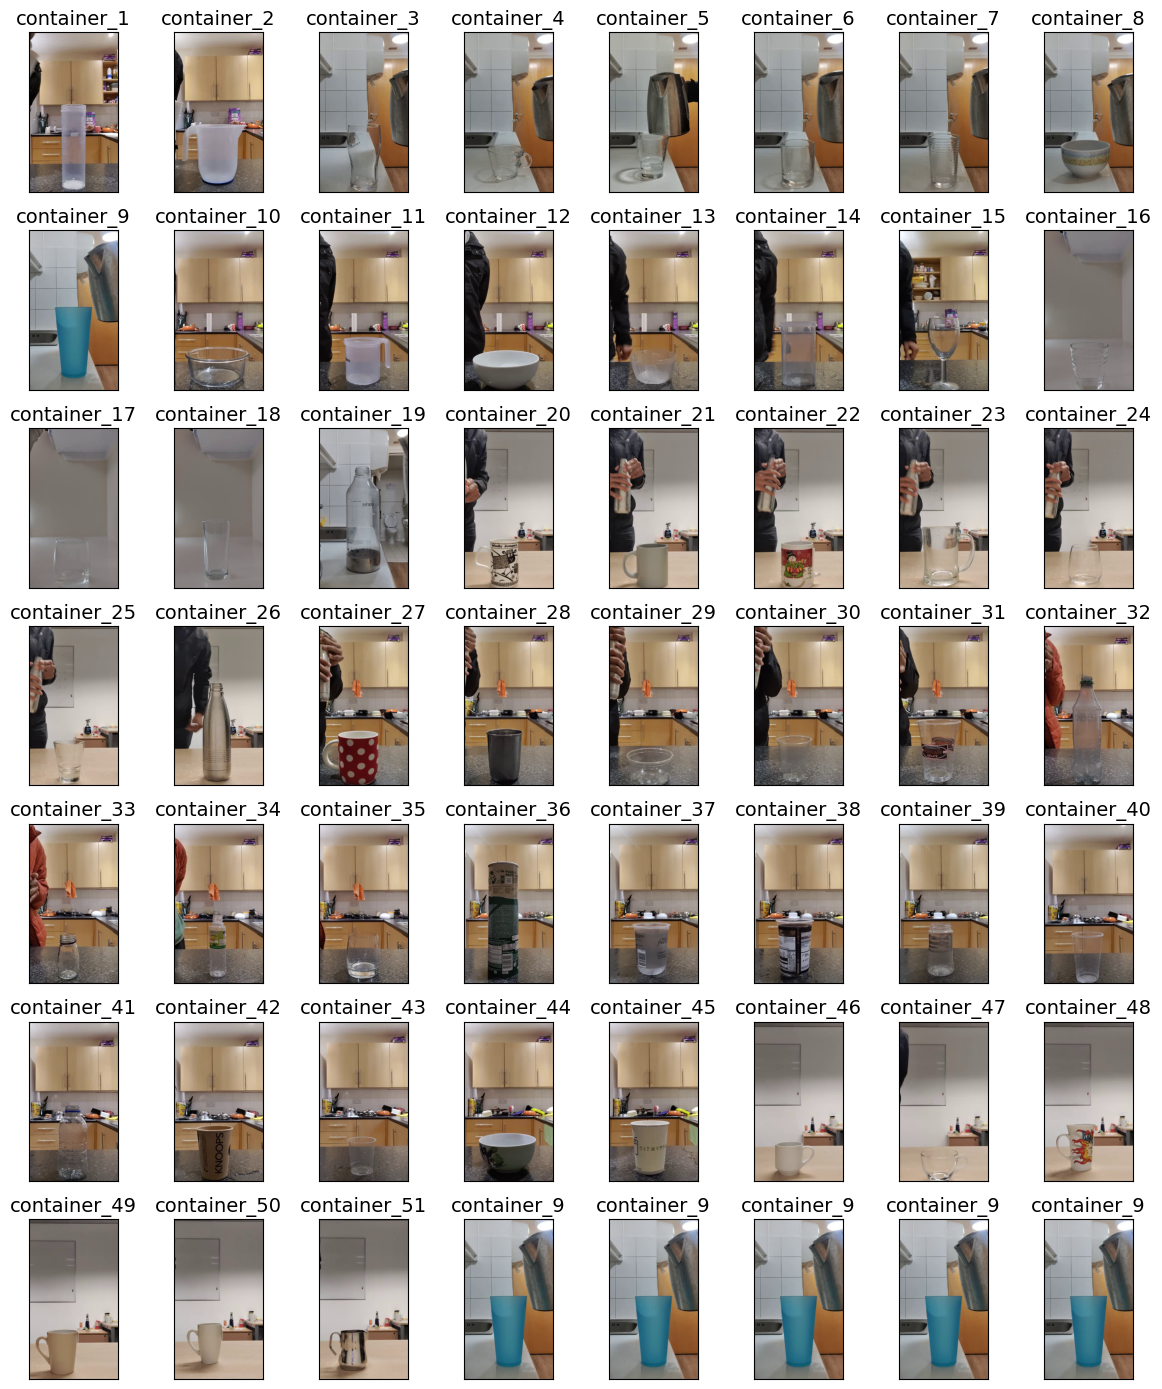 container_1 container_2 container_3 container_4 container_5 container_6 container_7 container_8
container_9 container_10 container_11 container_12 container_13 container_14 container_15 container_16
container_17 container_18 container_19 container_20 container_21 container_22 container_23 container_24
container_25 container_26 container_27 container_28 container_29 container_30 container_31 container_32
container_33 container_34 container_35 container_36 container_37 container_38 container_39 container_40
container_41 container_42 container_43 container_44 container_45 container_46 container_47 container_48
KNOOPS
container_49 container_50 container_51 container_9 container_9 container_9 container_9 container_9